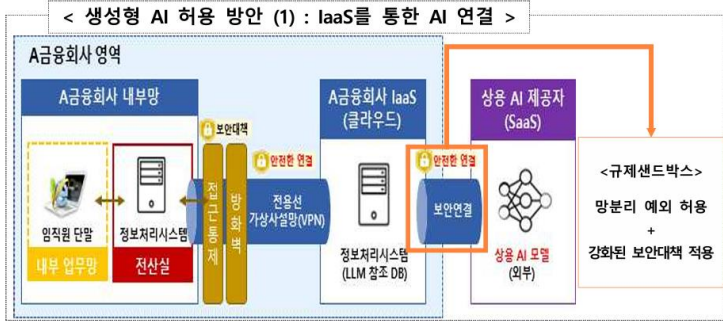 < 생성형 AI 허용 방안 (1) : IaaS를 통한 AI 연결 >
A금융회사 영역
A금융회사 내부망
임직원 단말
내부 업무망
정보처리시스템
전산실
보안대책
접근통제
방화벽
안전한 연결
전용선
가상사설망(VPN)
A금융회사 IaaS
(클라우드)
정보처리시스템
(LLM 참조 DB)
안전한 연결
보안연결
상용 AI 제공자
(SaaS)
상용 AI 모델
(외부)
<규제샌드박스>
망분리 예외 허용
+
강화된 보안대책 적용